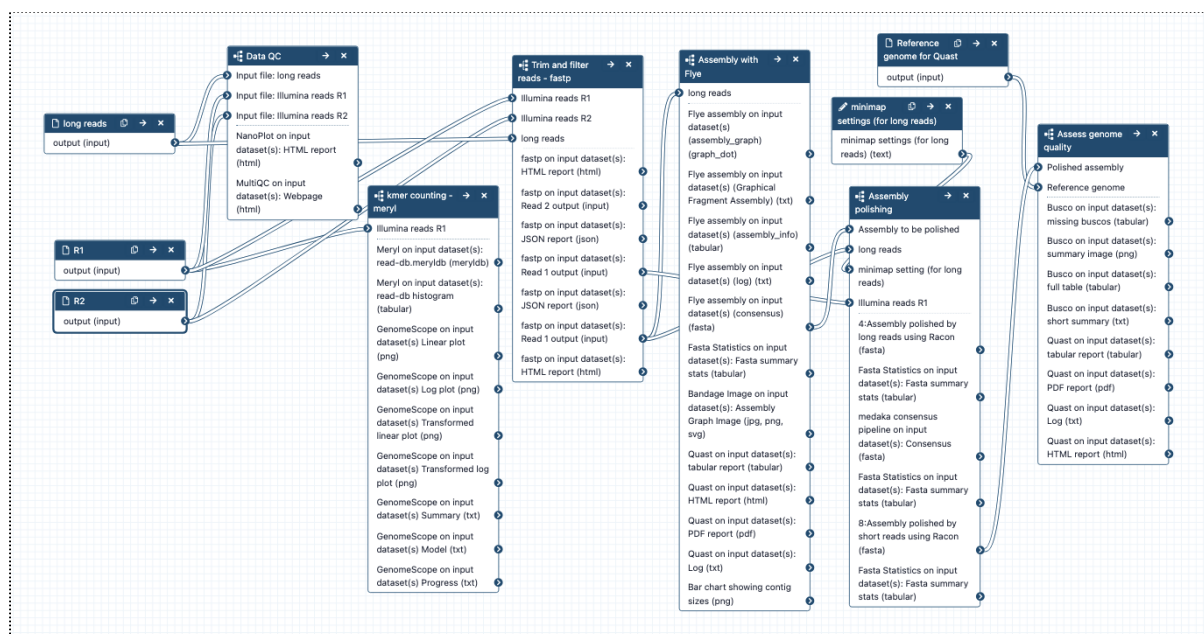 long reads
output (input)
R1
output (input)
R2
output (input)
Data QC
Input file: long reads
Input file: Illumina reads R1
Input file: Illumina reads R2
NanoPlot on input
dataset(s): HTML report
(html)
MultiQC on input
dataset(s): Webpage
(html)
kmer counting -
meryl
Illumina reads R1
Meryl on input dataset(s):
read-db.meryldb (meryldb)
Meryl on input dataset(s):
read-db histogram
(tabular)
GenomeScope on input
dataset(s) Linear plot
(png)
GenomeScope on input
dataset(s) Log plot (png)
GenomeScope on input
dataset(s) Transformed
linear plot (png)
GenomeScope on input
dataset(s) Transformed log
plot (png)
GenomeScope on input
dataset(s) Summary (txt)
GenomeScope on input
dataset(s) Model (txt)
GenomeScope on input
dataset(s) Progress (txt)
Trim and filter
reads - fastp
Illumina reads R1
Illumina reads R2
long reads
fastp on input dataset(s):
HTML report (html)
fastp on input dataset(s):
Read 2 output (input)
fastp on input dataset(s):
JSON report (json)
fastp on input dataset(s):
Read 1 output (input)
fastp on input dataset(s):
JSON report (json)
fastp on input dataset(s):
Read 1 output (input)
fastp on input dataset(s):
HTML report (html)
Assembly with
Flye
long reads
Flye assembly on input
dataset(s)
(assembly_graph)
(graph_dot)
Flye assembly on input
dataset(s) (Graphical
Fragment Assembly) (txt)
Flye assembly on input
dataset(s) (assembly_info)
(tabular)
Flye assembly on input
dataset(s) (log) (txt)
Flye assembly on input
dataset(s) (consensus)
(fasta)
Fasta Statistics on input
dataset(s): Fasta summary
stats (tabular)
Bandage Image on input
dataset(s): Assembly
Graph Image (jpg, png,
svg)
Quast on input dataset(s):
tabular report (tabular)
Quast on input dataset(s):
HTML report (html)
Quast on input dataset(s):
PDF report (pdf)
Quast on input dataset(s):
Log (txt)
Bar chart showing contig
sizes (png)
Reference
genome for Quast
output (input)
minimap
settings (for long reads)
minimap settings (for long
reads) (text)
Assembly
polishing
Assembly to be polished
long reads
minimap setting (for long
reads)
Illumina reads R1
4:Assembly polished by
long reads using Racon
(fasta)
Fasta Statistics on input
dataset(s): Fasta summary
stats (tabular)
medaka consensus
pipeline on input
dataset(s): Consensus
(fasta)
Fasta Statistics on input
dataset(s): Fasta summary
stats (tabular)
8:Assembly polished by
short reads using Racon
(fasta)
Fasta Statistics on input
dataset(s): Fasta summary
stats (tabular)
Assess genome
quality
Polished assembly
Reference genome
Busco on input dataset(s):
missing buscos (tabular)
Busco on input dataset(s):
summary image (png)
Busco on input dataset(s):
full table (tabular)
Busco on input dataset(s):
short summary (txt)
Quast on input dataset(s):
tabular report (tabular)
Quast on input dataset(s):
PDF report (pdf)
Quast on input dataset(s):
Log (txt)
Quast on input dataset(s):
HTML report (html)